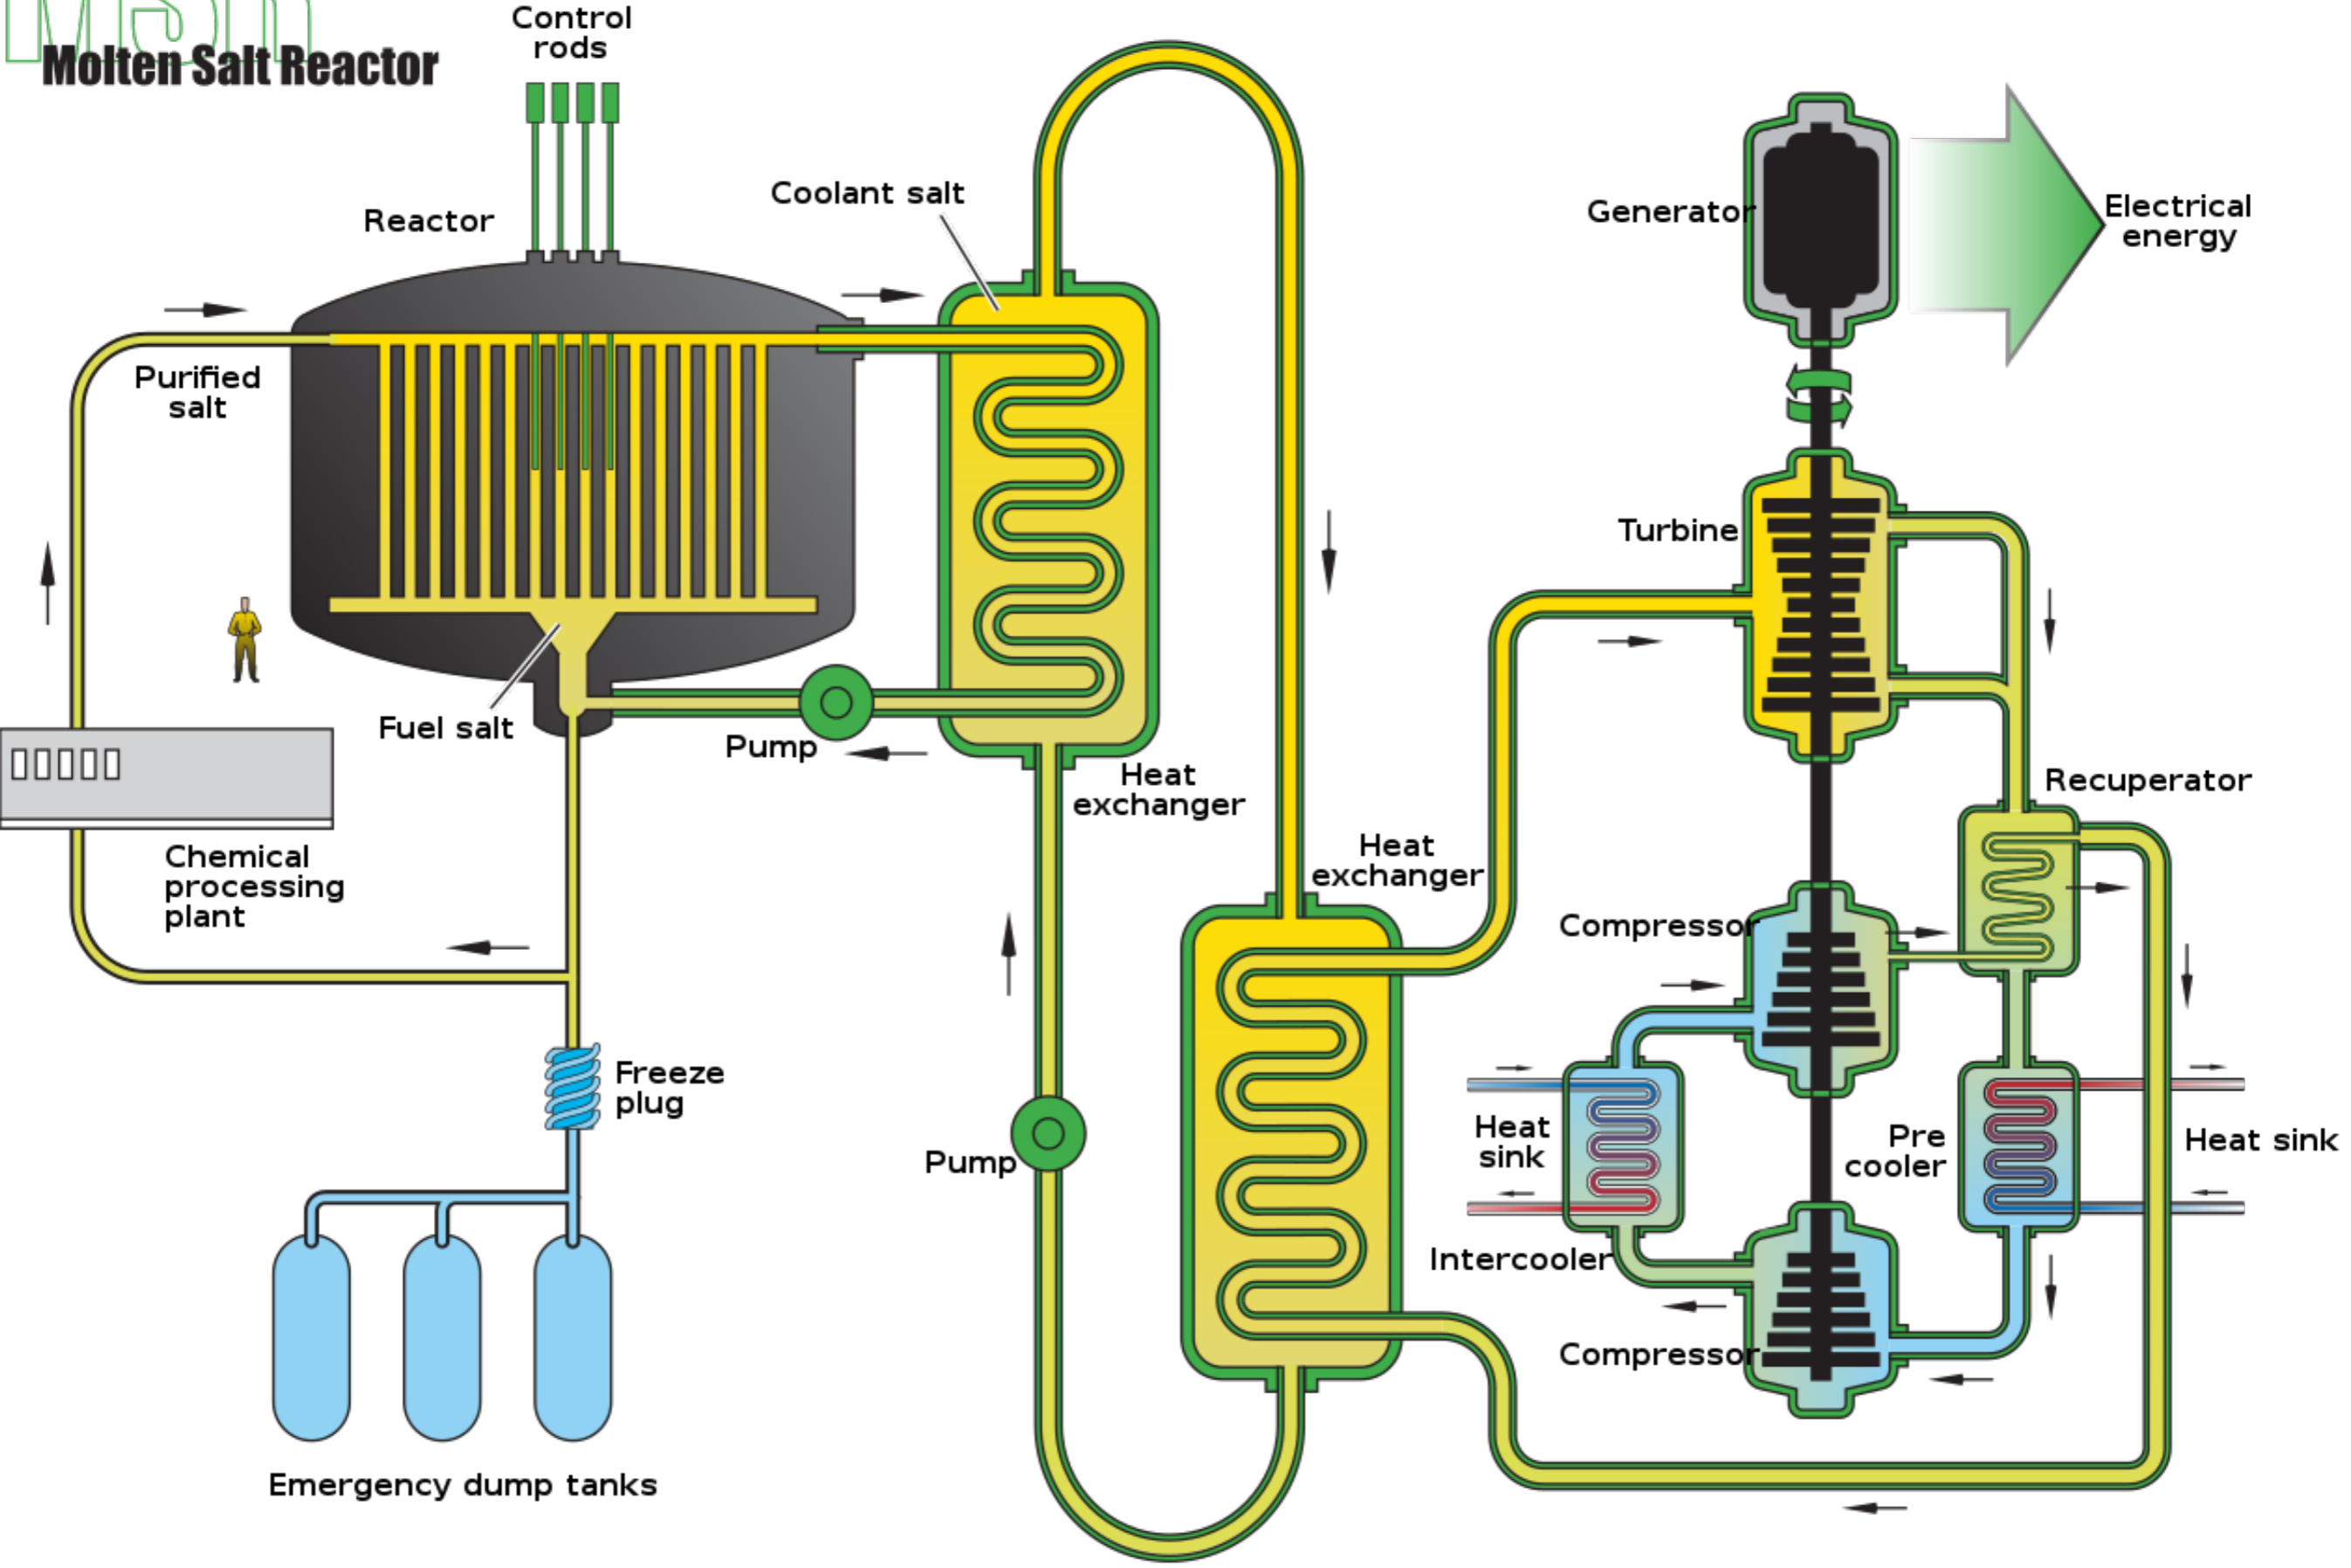 MSR
Molten Salt Reactor
Control
rods
Reactor
Coolant salt
Generator
Electrical
energy
Purified
salt
Turbine
Fuel salt
Pump
Heat
exchanger
Recuperator
Chemical
processing
plant
Heat
exchanger
Compressor
Freeze
plug
Pump
Heat
sink
Pre
cooler
Heat sink
Intercooler
Compressor
Emergency dump tanks